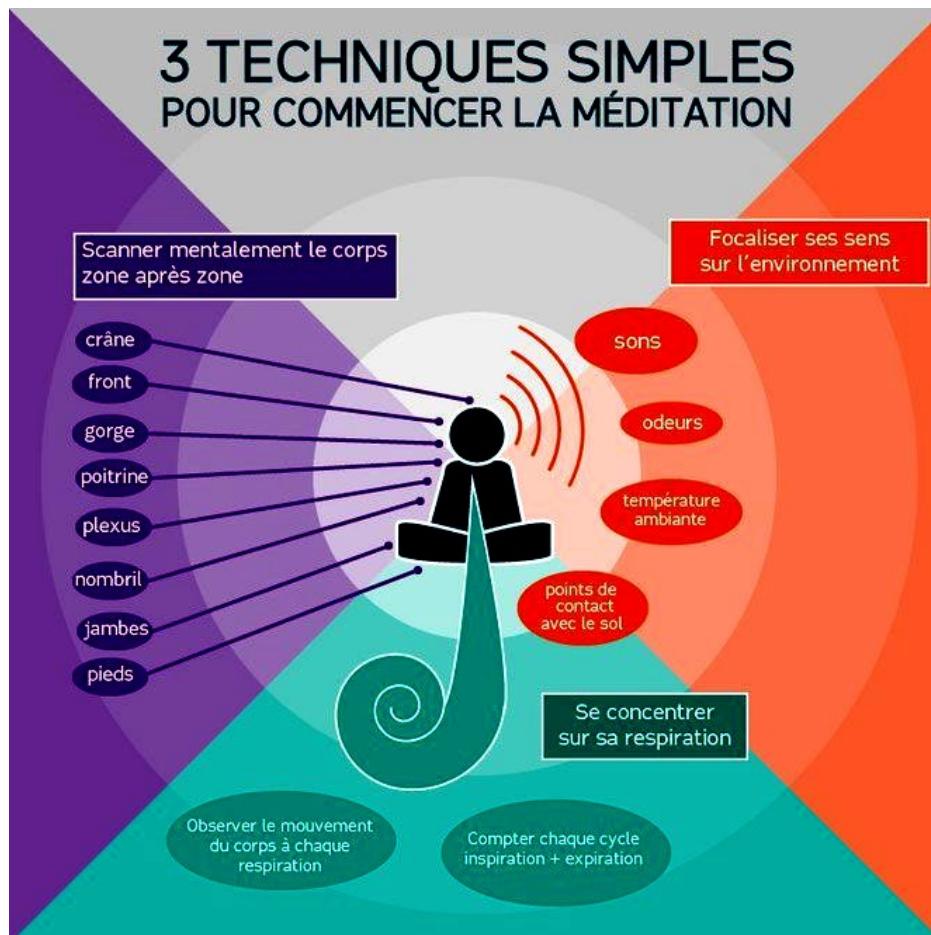 3 TECHNIQUES SIMPLES
POUR COMMENCER LA MÉDITATION
Scanner mentalement le corps
zone après zone
crâne
front
gorge
poitrine
plexus
nombril
jambes
pieds
Focaliser ses sens
sur l'environnement
sons
odeurs
température
ambiante
points de
contact
avec le sol
Se concentrer
sur sa respiration
Observer le mouvement
du corps à chaque
respiration
Compter chaque cycle
inspiration + expiration